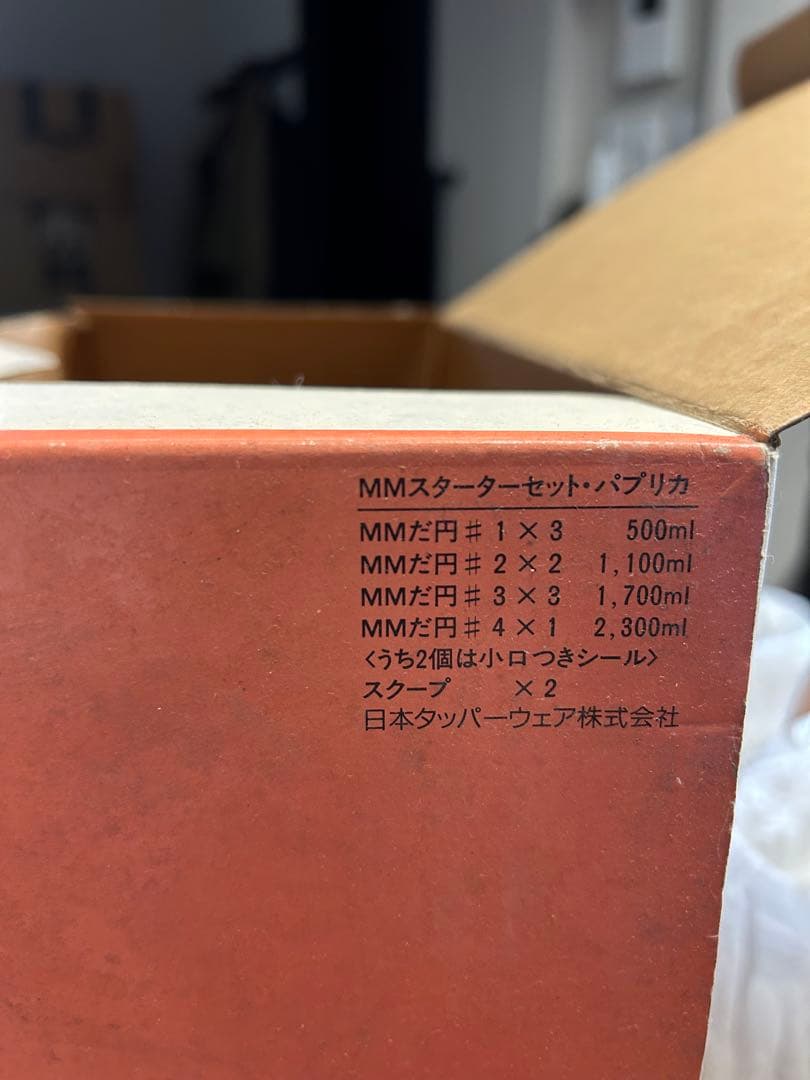 MMスターターセット・パプリカ
MMだ円♯1×3 500ml
MMだ円♯2×2 1,100ml
MMだ円♯3×3 1,700ml
MMだ円♯4×1 2,300ml
〈うち2個は小口つきシール〉
スクープ ×2
日本タッパーウェア株式会社